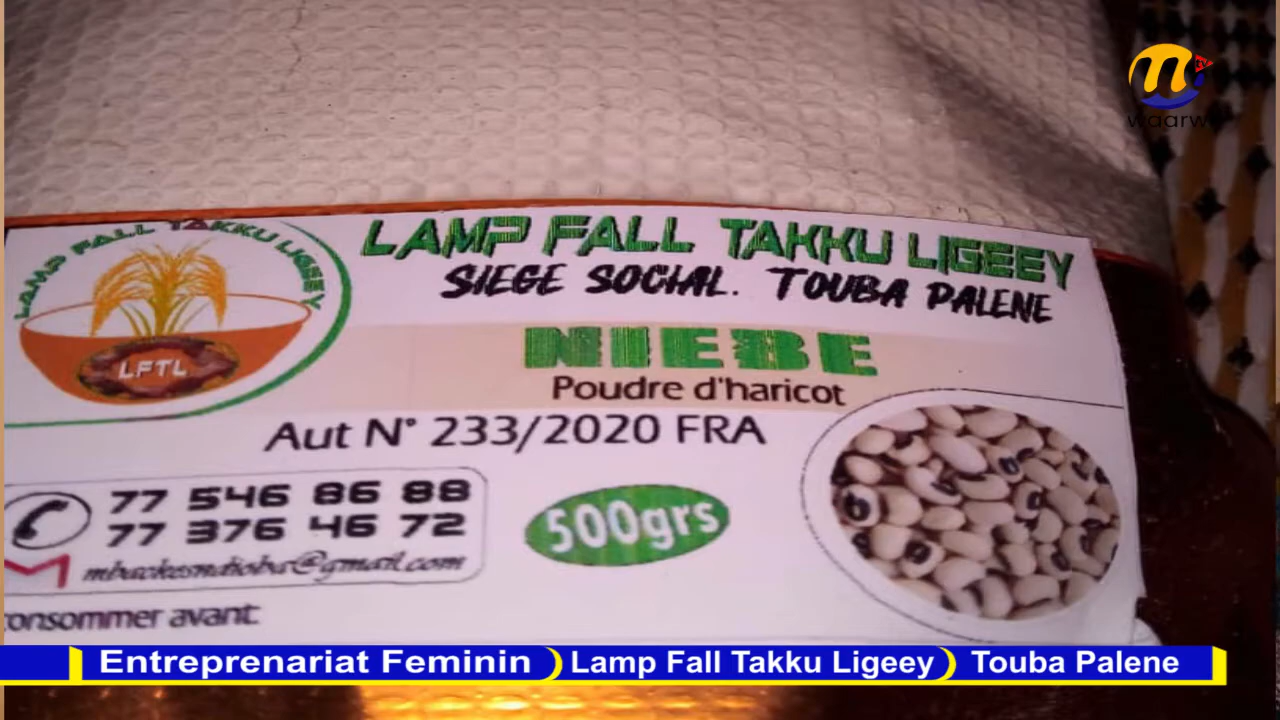 waarw
LAMP FALL TAKKU LIGEEY
LAMP FALL TAKKU LIGEEY
SIEGE SOCIAL. TOUBA PALENE
LFTL
NIEBE
Poudre d'haricot
Aut N° 233/2020 FRA
77 546 86 88
77 376 46 72
500grs
consommer avant
Entreprenariat Feminin
Lamp Fall Takku Ligeey
Touba Palene